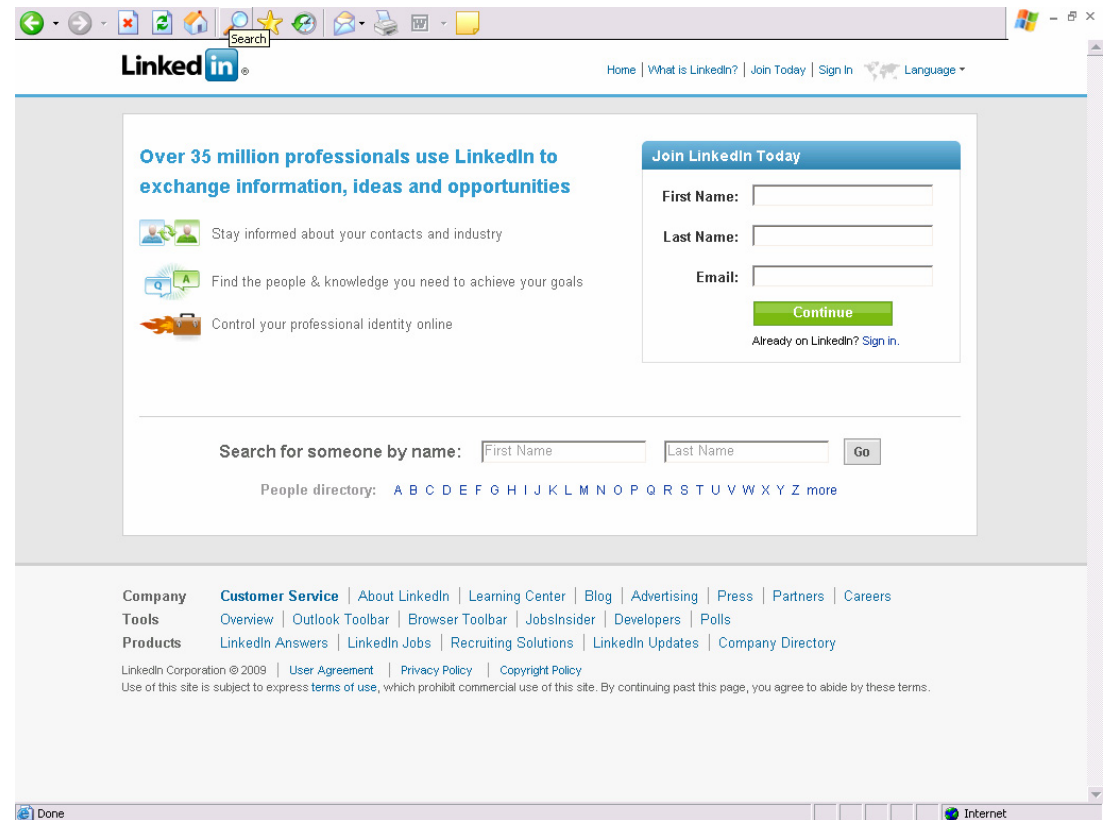 Search
Linked in ®
Home | What is LinkedIn? | Join Today | Sign In Language
Over 35 million professionals use LinkedIn to
exchange information, ideas and opportunities
Stay informed about your contacts and industry
Q A
Find the people & knowledge you need to achieve your goals
Control your professional identity online
Join LinkedIn Today
First Name:
Last Name:
Email:
Continue
Already on LinkedIn? Sign in.
Search for someone by name: First Name Last Name Go
People directory: A B C D E F G H I J K L M N O P Q R S T U V W X Y Z more
Company Customer Service | About LinkedIn | Learning Center | Blog | Advertising | Press | Partners | Careers
Tools Overview | Outlook Toolbar | Browser Toolbar | JobsInsider | Developers | Polls
Products LinkedIn Answers | LinkedIn Jobs | Recruiting Solutions | LinkedIn Updates | Company Directory
LinkedIn Corporation © 2009 | User Agreement | Privacy Policy | Copyright Policy
Use of this site is subject to express terms of use, which prohibit commercial use of this site. By continuing past this page, you agree to abide by these terms.
Done Internet